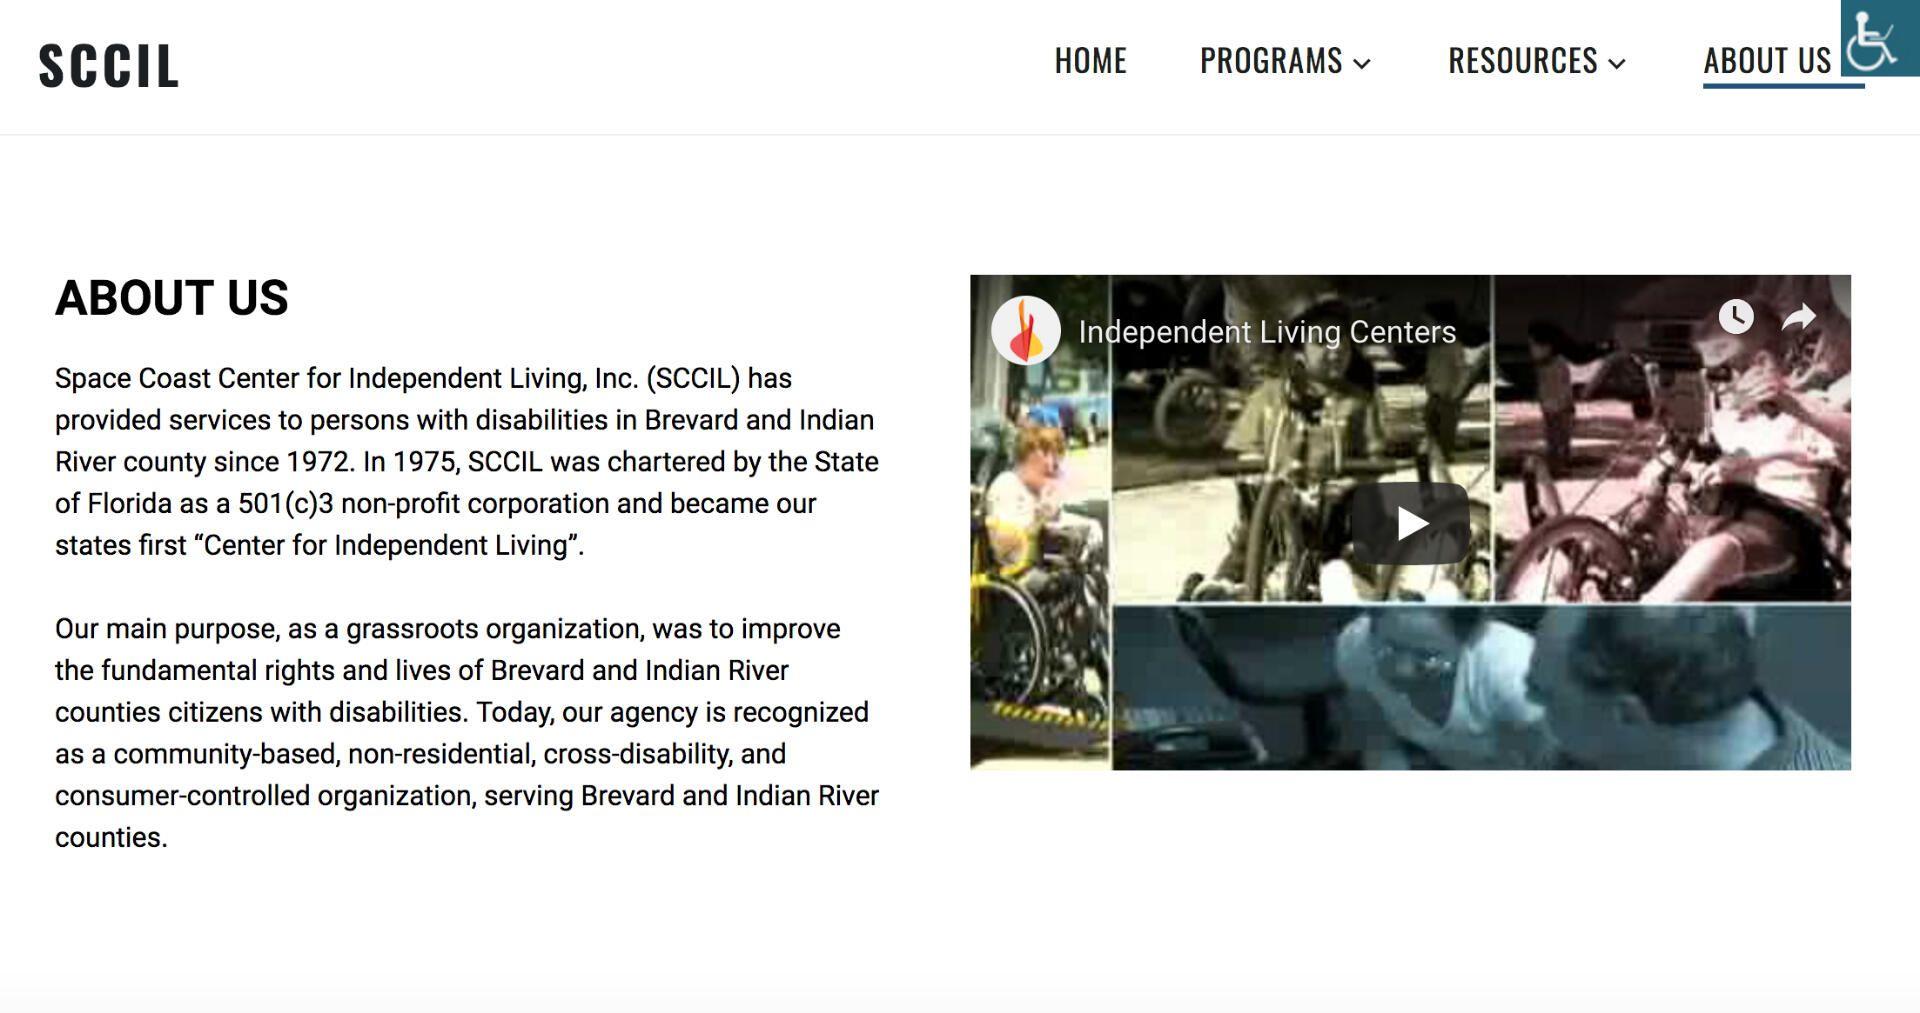 SCCIL
HOME
PROGRAMS
RESOURCES
ABOUT US
ABOUT US
Space Coast Center for Independent Living, Inc. (SCCIL) has
provided services to persons with disabilities in Brevard and Indian
River county since 1972. In 1975, SCCIL was chartered by the State
of Florida as a 501(c)3 non-profit corporation and became our
states first “Center for Independent Living”.
Our main purpose, as a grassroots organization, was to improve
the fundamental rights and lives of Brevard and Indian River
counties citizens with disabilities. Today, our agency is recognized
as a community-based, non-residential, cross-disability, and
consumer-controlled organization, serving Brevard and Indian River
counties.
Independent Living Centers